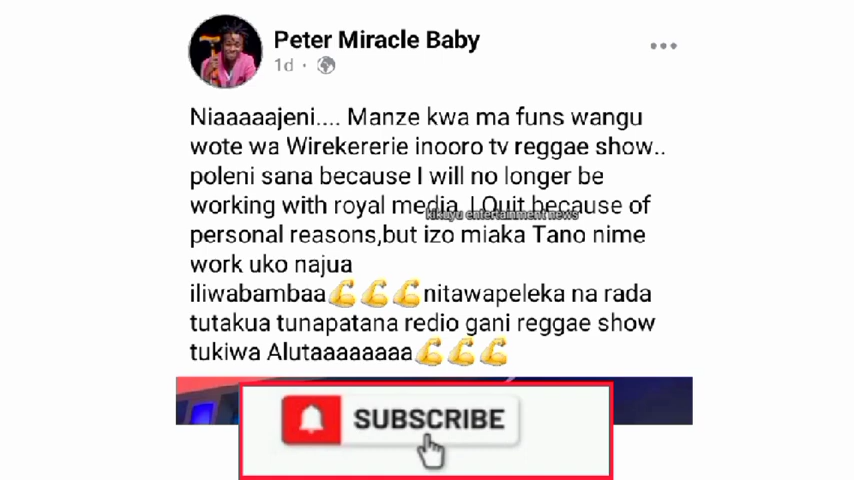 Peter Miracle Baby
1d
Niaaaaajeni.... Manze kwa ma funs wangu
wote wa Wirekererie inooro tv reggae show..
poleni sana because I will no longer be
working with royal media. I Quit because of
kikuyu entertainment news
personal reasons,but izo miaka Tano nime
work uko najua
iliwabambaa💪💪💪nitawapeleka na rada
tutakua tunapatana redio gani reggae show
tukiwa Alutaaaaaaaa💪💪💪
SUBSCRIBE